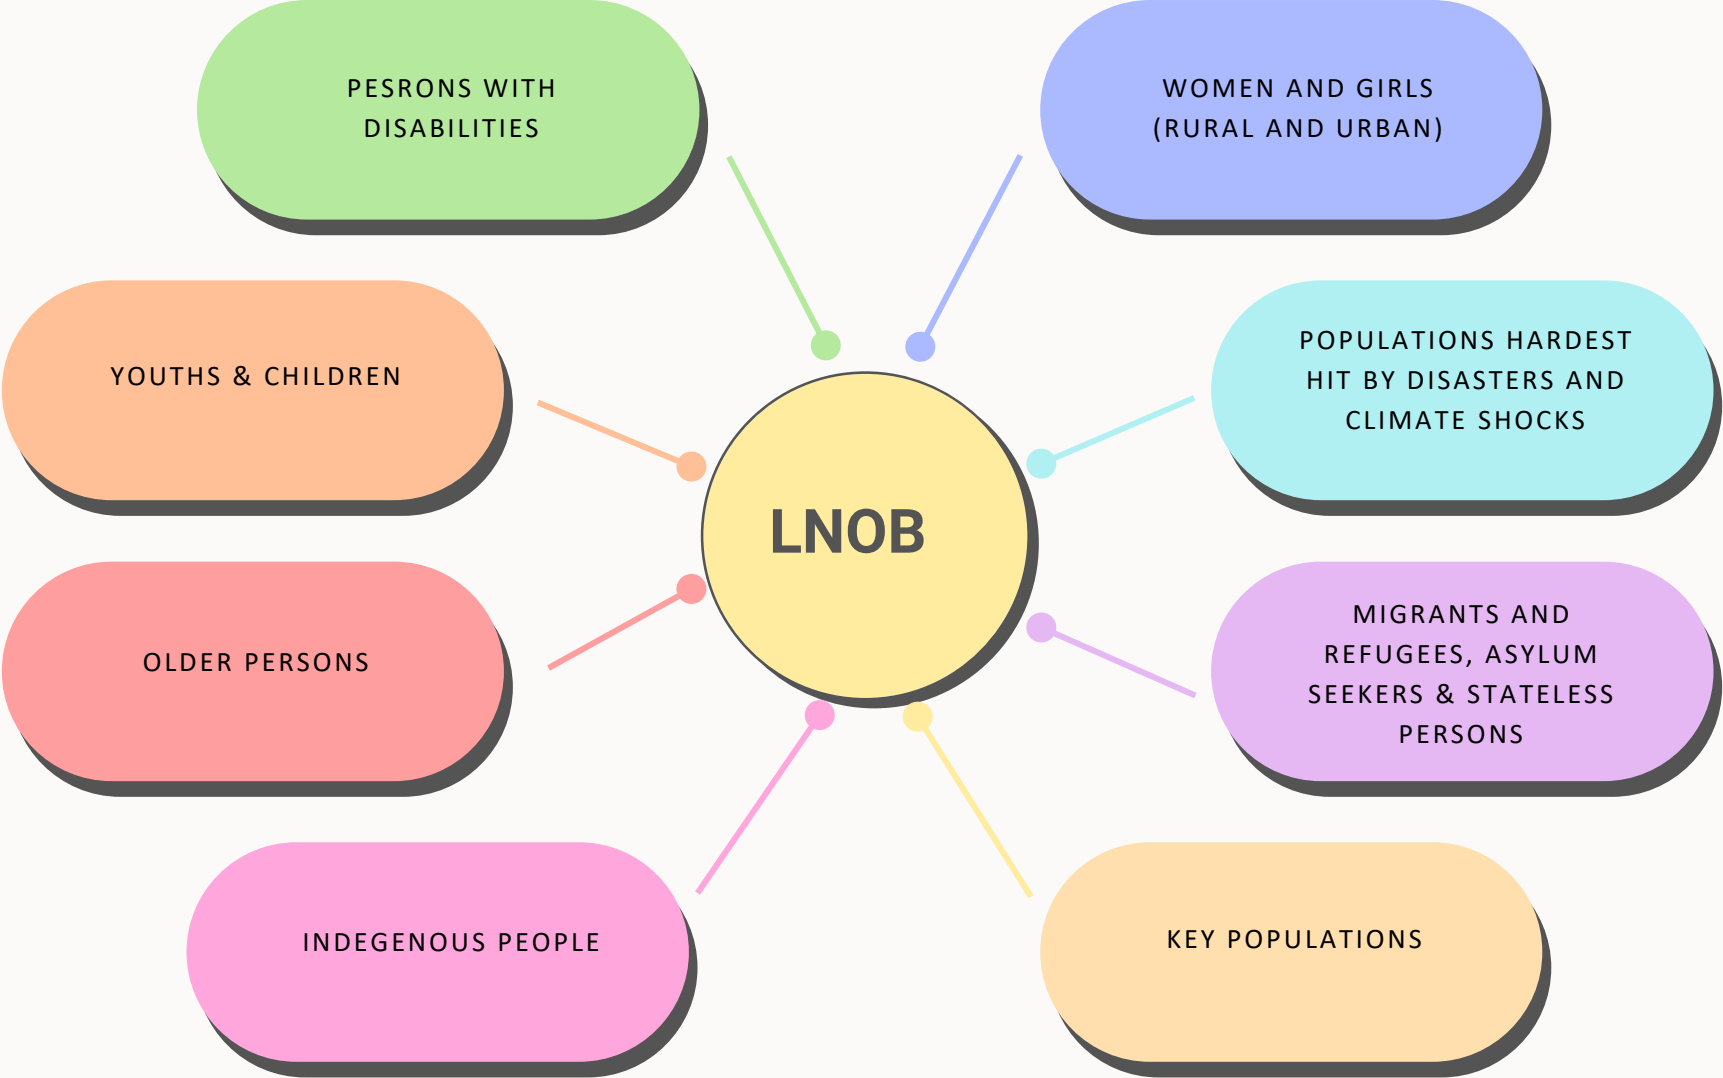 PESRONS WITH
DISABILITIES
WOMEN AND GIRLS
(RURAL AND URBAN)
YOUTHS & CHILDREN
POPULATIONS HARDEST
HIT BY DISASTERS AND
CLIMATE SHOCKS
LNOB
OLDER PERSONS
MIGRANTS AND
REFUGEES, ASYLUM
SEEKERS & STATELESS
PERSONS
INDEGENOUS PEOPLE
KEY POPULATIONS